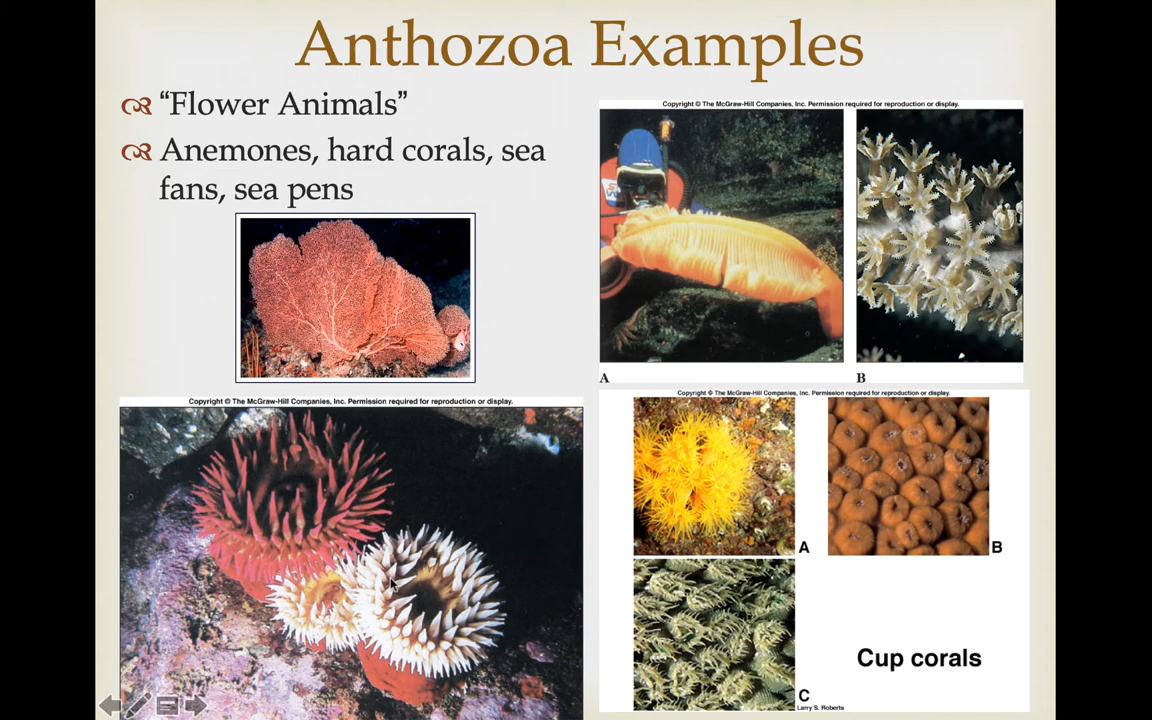 Anthozoa Examples
“Flower Animals”
Anemones, hard corals, sea
fans, sea pens
Copyright © The McGraw-Hill Companies, Inc. Permission required for reproduction or display.
A
B
Copyright © The McGraw-Hill Companies, Inc. Permission required for reproduction or display.
Copyright © The McGraw-Hill Companies, Inc. Permission required for reproduction or display.
A
B
Cup corals
C
Larry S. Roberts